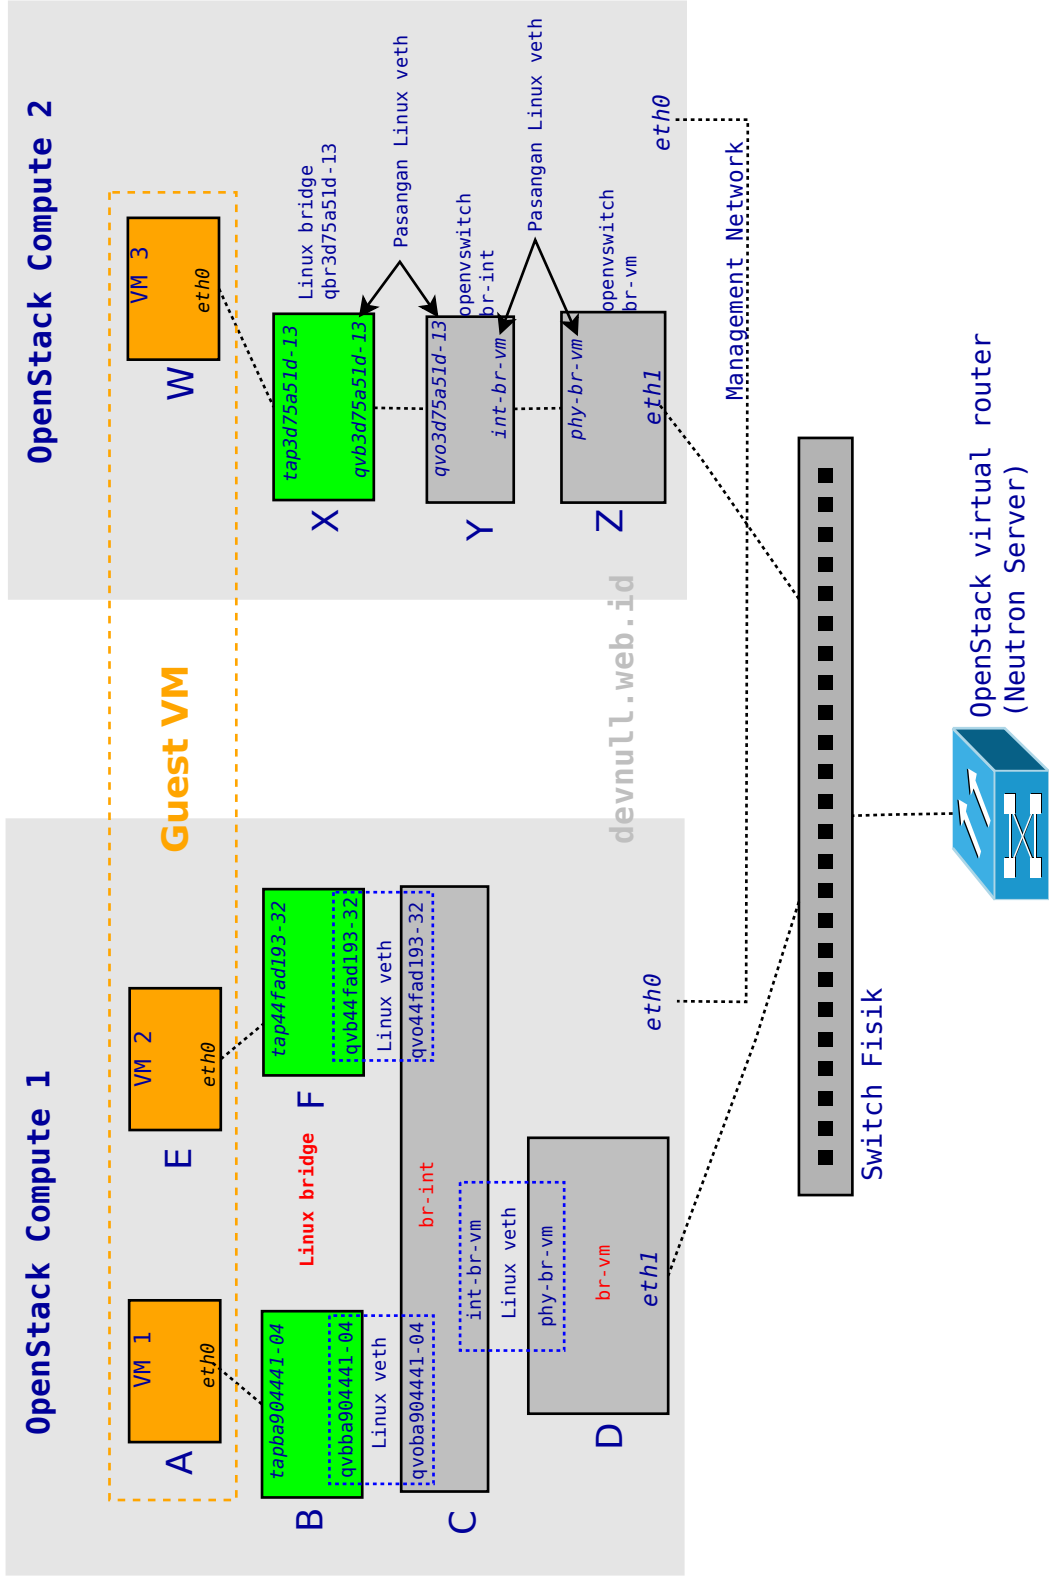 OpenStack Compute 1
OpenStack Compute 2
Guest VM
A
VM 1
eth0
E
VM 2
eth0
W
VM 3
eth0
B
tapba904441-04
qvbba904441-04
Linux veth
qvoba904441-04
Linux bridge
F
tap44fad193-32
qvb44fad193-32
Linux veth
qvo44fad193-32
C
br-int
int-br-vm
Linux veth
phy-br-vm
D
br-vm
eth1
eth0
X
tap3d75a51d-13
qvb3d75a51d-13
Linux bridge
qbr3d75a51d-13
Pasangan Linux veth
Y
qvo3d75a51d-13
int-br-vm
openvswitch
br-int
Pasangan Linux veth
Z
phy-br-vm
eth1
openvswitch
br-vm
eth0
devnull.web.id
Management Network
Switch Fisik
OpenStack virtual router
(Neutron Server)